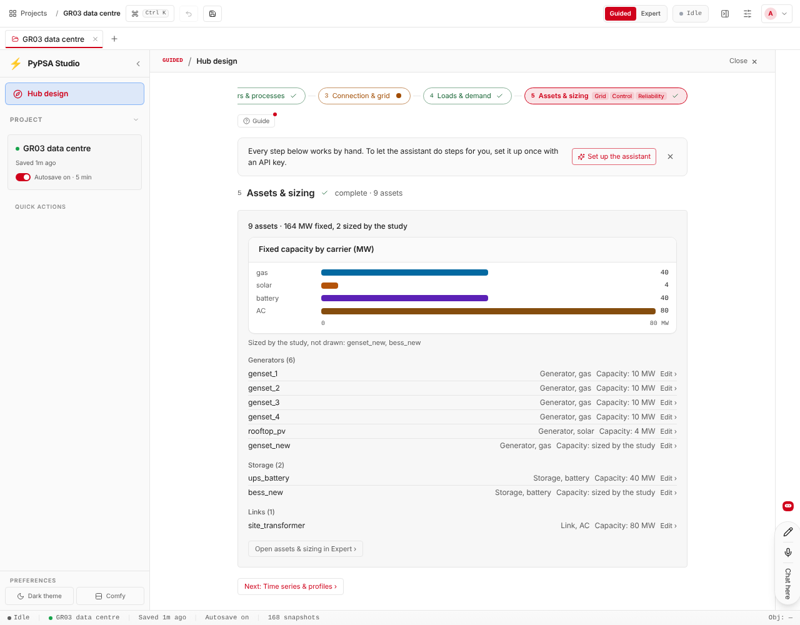 Projects / GR03 data centre ⌘ Ctrl K
Guided Expert Idle A
GR03 data centre × +
⚡ PyPSA Studio
GUIDED / Hub design Close ×
Hub design
PROJECT
GR03 data centre
Saved 1m ago
Autosave on · 5 min
QUICK ACTIONS
rs & processes ✓
3 Connection & grid
4 Loads & demand ✓
5 Assets & sizing Grid Control Reliability ✓
Guide
Every step below works by hand. To let the assistant do steps for you, set it up once with
an API key.
Set up the assistant ×
5 Assets & sizing ✓ complete · 9 assets
9 assets · 164 MW fixed, 2 sized by the study
Fixed capacity by carrier (MW)
gas 40
solar 4
battery 40
AC 80
0 80 MW
Sized by the study, not drawn: genset_new, bess_new
Generators (6)
genset_1 Generator, gas Capacity: 10 MW Edit ›
genset_2 Generator, gas Capacity: 10 MW Edit ›
genset_3 Generator, gas Capacity: 10 MW Edit ›
genset_4 Generator, gas Capacity: 10 MW Edit ›
rooftop_pv Generator, solar Capacity: 4 MW Edit ›
genset_new Generator, gas Capacity: sized by the study Edit ›
Storage (2)
ups_battery Storage, battery Capacity: 40 MW Edit ›
bess_new Storage, battery Capacity: sized by the study Edit ›
Links (1)
site_transformer Link, AC Capacity: 80 MW Edit ›
Open assets & sizing in Expert ›
Next: Time series & profiles ›
Chat here
PREFERENCES
Dark theme
Comfy
Idle GR03 data centre Saved 1m ago Autosave on 168 snapshots Obj: —